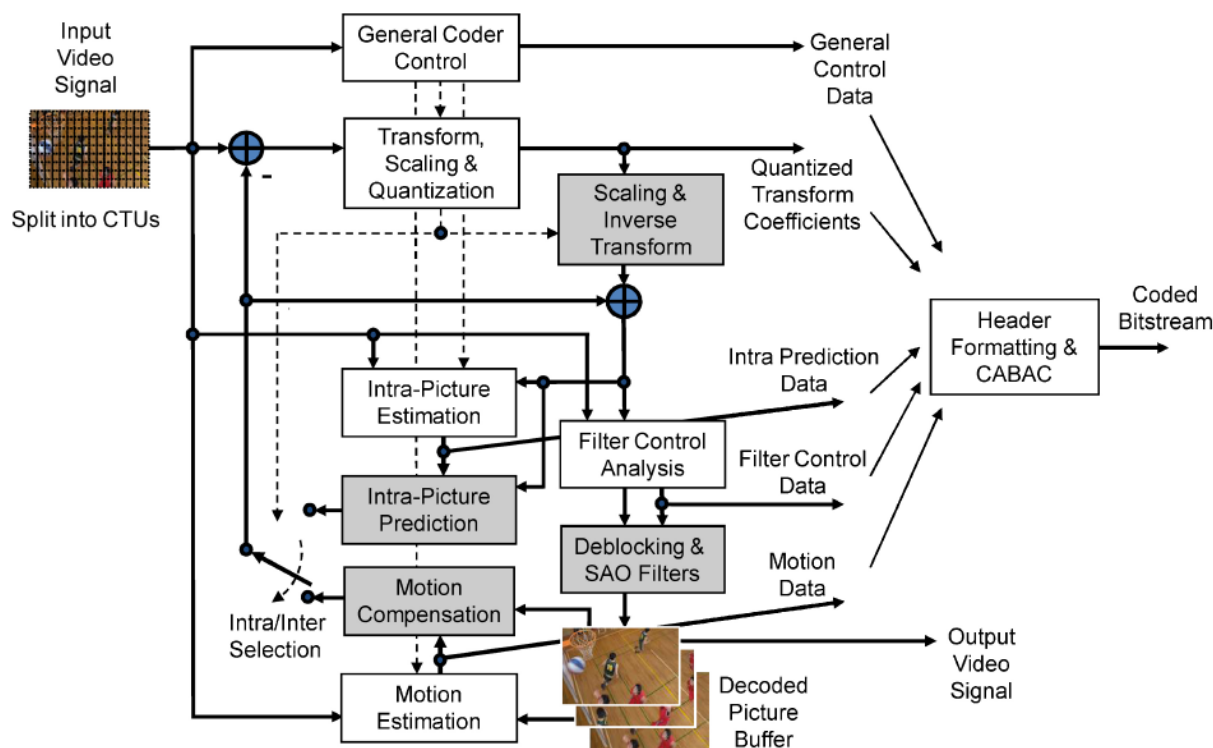 Input
Video
Signal
Split into CTUs
General Coder
Control
Transform,
Scaling &
Quantization
-
Scaling &
Inverse
Transform
General
Control
Data
Quantized
Transform
Coefficients
Intra-Picture
Estimation
Filter Control
Analysis
Intra-Picture
Prediction
Deblocking &
SAO Filters
Motion
Compensation
Intra/Inter
Selection
Motion
Estimation
Intra Prediction
Data
Filter Control
Data
Motion
Data
Header
Formatting &
CABAC
Coded
Bitstream
Output
Video
Signal
Decoded
Picture
Buffer